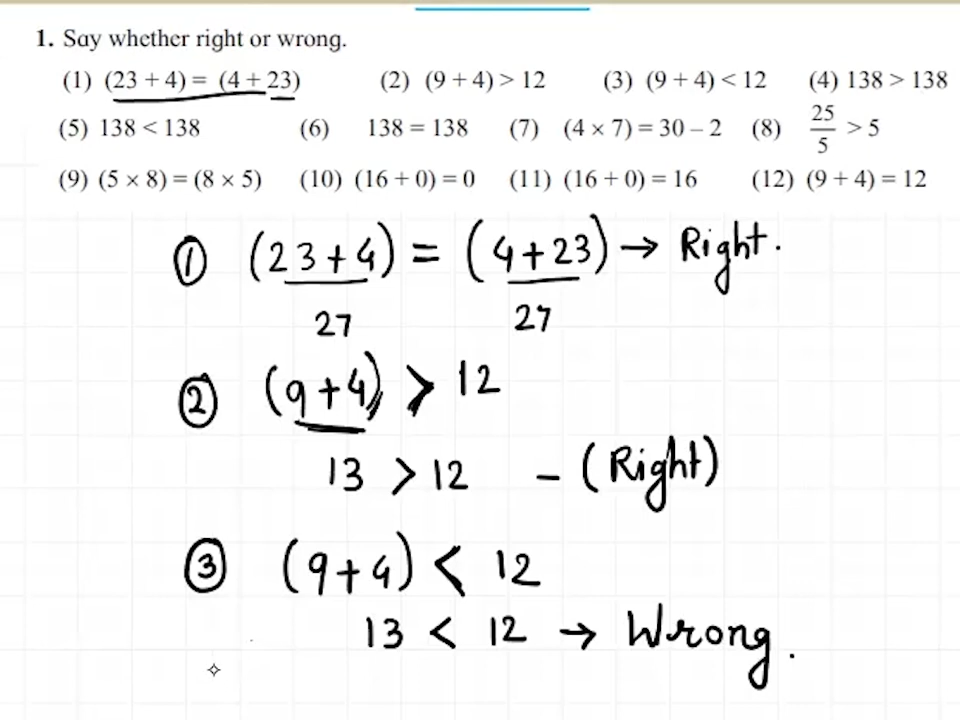 1. Say whether right or wrong.
(1) (23 + 4) = (4 + 23) (2) (9 + 4) > 12 (3) (9 + 4) < 12 (4) 138 > 138
(5) 138 < 138 (6) 138 = 138 (7) (4 × 7) = 30 – 2 (8) 25/5 > 5
(9) (5 × 8) = (8 × 5) (10) (16 + 0) = 0 (11) (16 + 0) = 16 (12) (9 + 4) = 12
① (23+4) = (4+23) → Right.
27 27
② (9+4) > 12
13 > 12 – (Right)
③ (9+4) < 12
13 < 12 → Wrong.